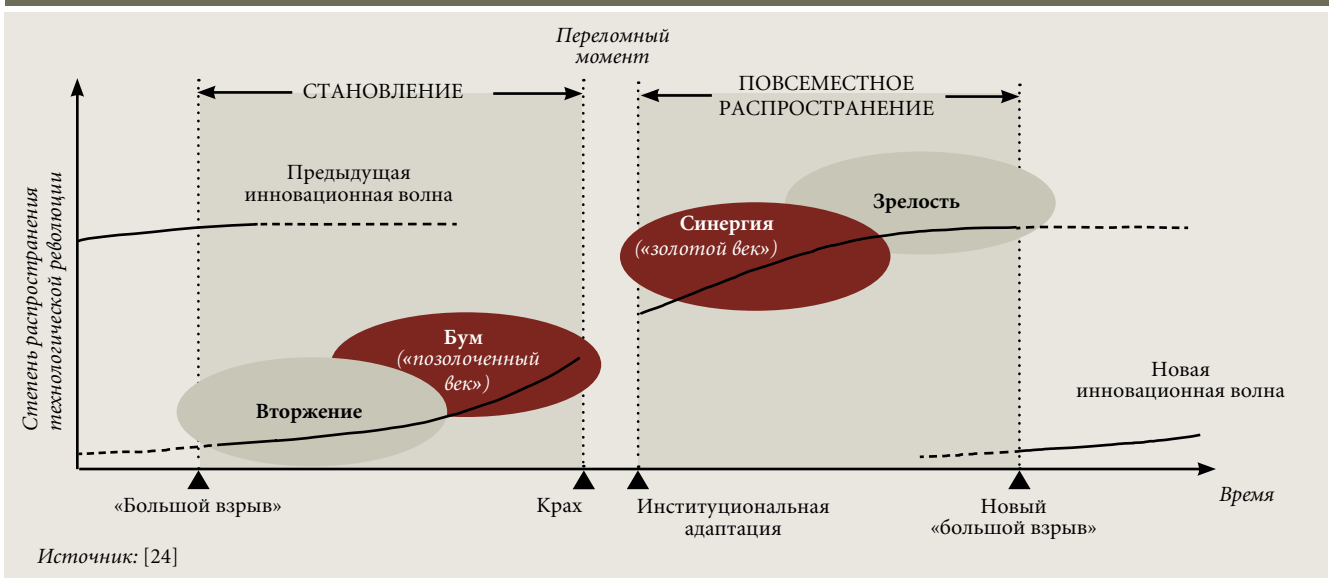 Переломный
момент
СТАНОВЛЕНИЕ
ПОВСЕМЕСТНОЕ
РАСПРОСТРАНЕНИЕ
Степень распространения
технологической революции
Предыдущая
инновационная волна
Зрелость
Синергия
(«золотой век»)
Бум
(«позолоченный
век»)
Вторжение
Новая
инновационная волна
«Большой взрыв»
Крах
Институциональная
адаптация
Новый
«большой взрыв»
Время
Источник: [24]